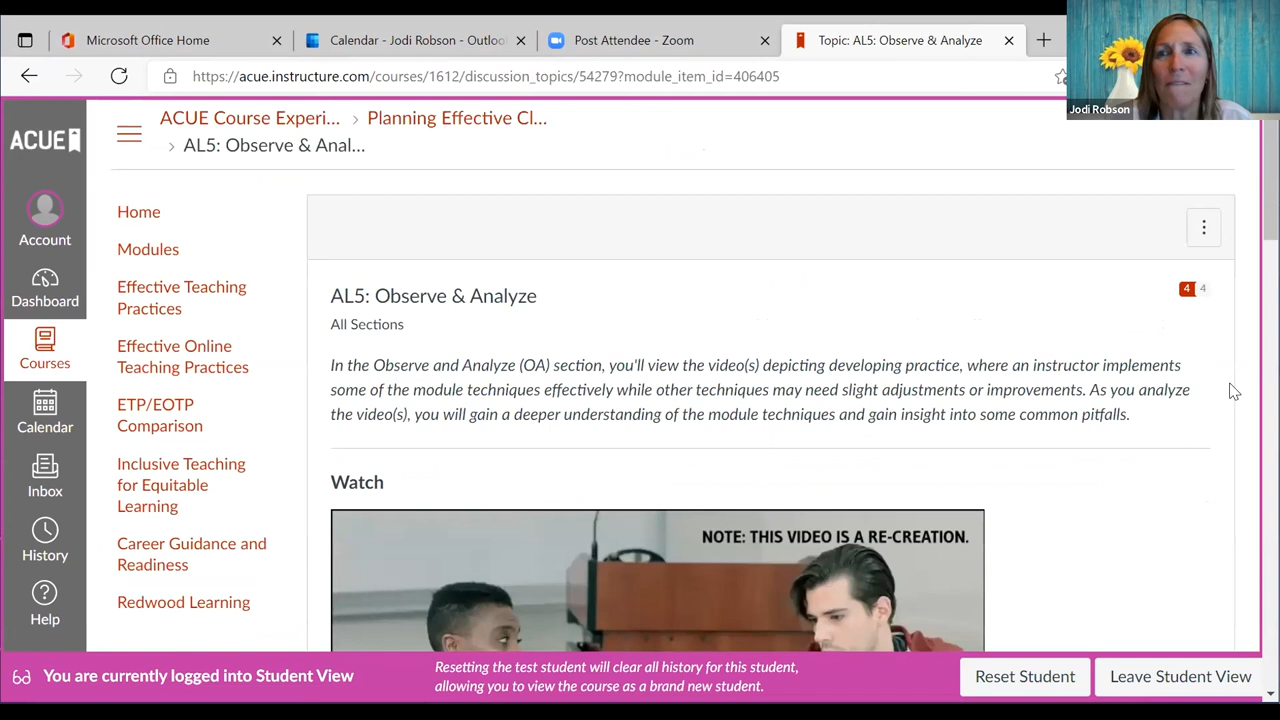 Microsoft Office Home
Calendar - Jodi Robson - Outloo
Post Attendee - Zoom
Topic: AL5: Observe & Analyze
https://acue.instructure.com/courses/1612/discussion_topics/54279?module_item_id=406405
Jodi Robson
ACUE
Account
Dashboard
Courses
Calendar
Inbox
History
Help
ACUE Course Experi... > Planning Effective Cl...
> AL5: Observe & Anal...
Home
Modules
Effective Teaching
Practices
Effective Online
Teaching Practices
ETP/EOTP
Comparison
Inclusive Teaching
for Equitable
Learning
Career Guidance and
Readiness
Redwood Learning
AL5: Observe & Analyze
4 4
All Sections
In the Observe and Analyze (OA) section, you'll view the video(s) depicting developing practice, where an instructor implements
some of the module techniques effectively while other techniques may need slight adjustments or improvements. As you analyze
the video(s), you will gain a deeper understanding of the module techniques and gain insight into some common pitfalls.
Watch
NOTE: THIS VIDEO IS A RE-CREATION.
You are currently logged into Student View
Resetting the test student will clear all history for this student,
allowing you to view the course as a brand new student.
Reset Student
Leave Student View